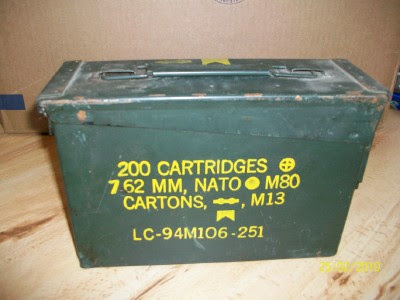 200 CARTRIDGES
7.62 MM, NATO M80
CARTONS, , M13
LC-94M106-251